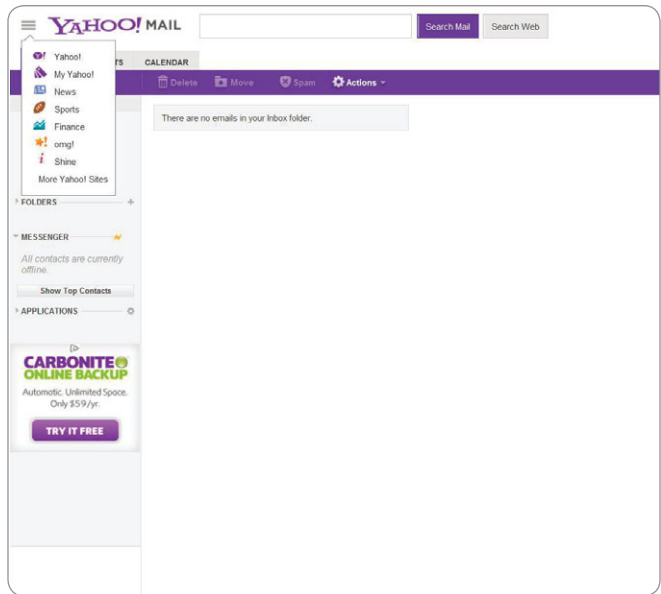 YAHOO! MAIL
Search Mail
Search Web
TS
CALENDAR
Yahoo!
My Yahoo!
News
Sports
Finance
omg!
Shine
More Yahoo! Sites
Delete
Move
Spam
Actions
There are no emails in your Inbox folder.
FOLDERS
MESSENGER
All contacts are currently
offline.
Show Top Contacts
APPLICATIONS
CARBONITE
ONLINE BACKUP
Automatic. Unlimited Space.
Only $59/yr.
TRY IT FREE